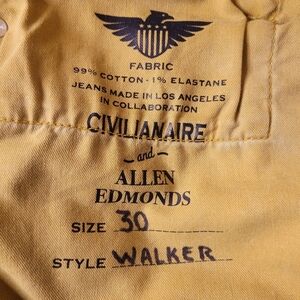 FABRIC
99% COTTON - 1% ELASTANE
JEANS MADE IN LOS ANGELES
IN COLLABORATION
CIVILIANAIRE
and
ALLEN
EDMONDS
SIZE 30
STYLE WALKER